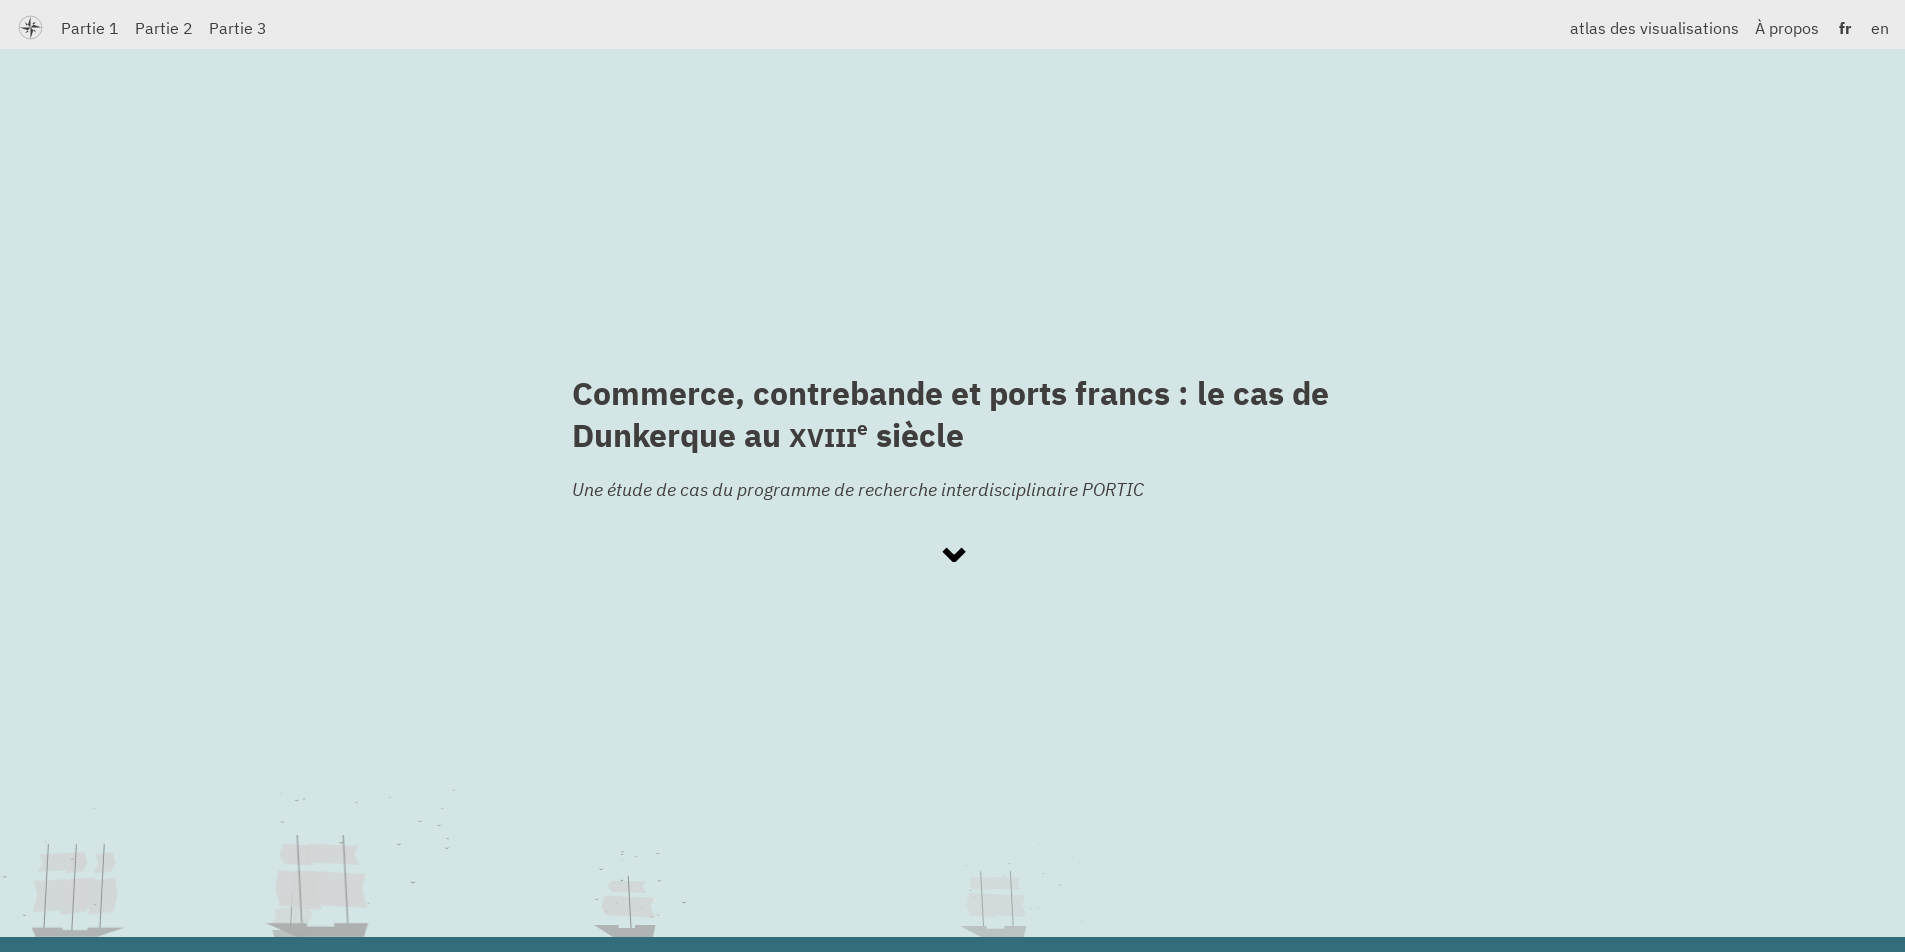 Partie 1 Partie 2 Partie 3 atlas des visualisations À propos fr en
Commerce, contrebande et ports francs : le cas de
Dunkerque au XVIIIe siècle
Une étude de cas du programme de recherche interdisciplinaire PORTIC